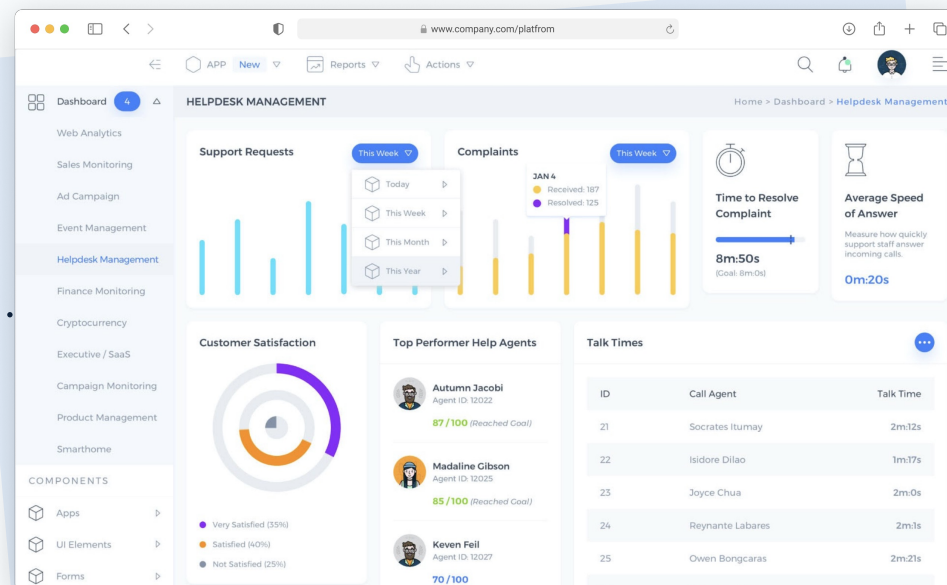 www.company.com/platfrom
APP New
Reports
Actions
Dashboard 4
Web Analytics
Sales Monitoring
Ad Campaign
Event Management
Helpdesk Management
Finance Monitoring
Cryptocurrency
Executive / SaaS
Campaign Monitoring
Product Management
Smarthome
COMPONENTS
Apps
UI Elements
Forms
HELPDESK MANAGEMENT
Home > Dashboard > Helpdesk Management
Support Requests
This Week
Today
This Week
This Month
This Year
Complaints
This Week
JAN 4
Received: 187
Resolved: 125
Time to Resolve
Complaint
8m:50s
(Goal: 8m:0s)
Average Speed
of Answer
Measure how quickly
support staff answer
incoming calls.
0m:20s
Customer Satisfaction
Very Satisfied (35%)
Satisfied (40%)
Not Satisfied (25%)
Top Performer Help Agents
Autumn Jacobi
Agent ID: 12022
87 / 100 (Reached Goal)
Madaline Gibson
Agent ID: 12025
85 / 100 (Reached Goal)
Keven Feil
Agent ID: 12027
70 / 100
Talk Times
ID Call Agent Talk Time
21 Socrates Itumay 2m:12s
22 Isidore Dilao 1m:17s
23 Joyce Chua 2m:0s
24 Reynante Labares 2m:1s
25 Owen Bongcaras 2m:21s